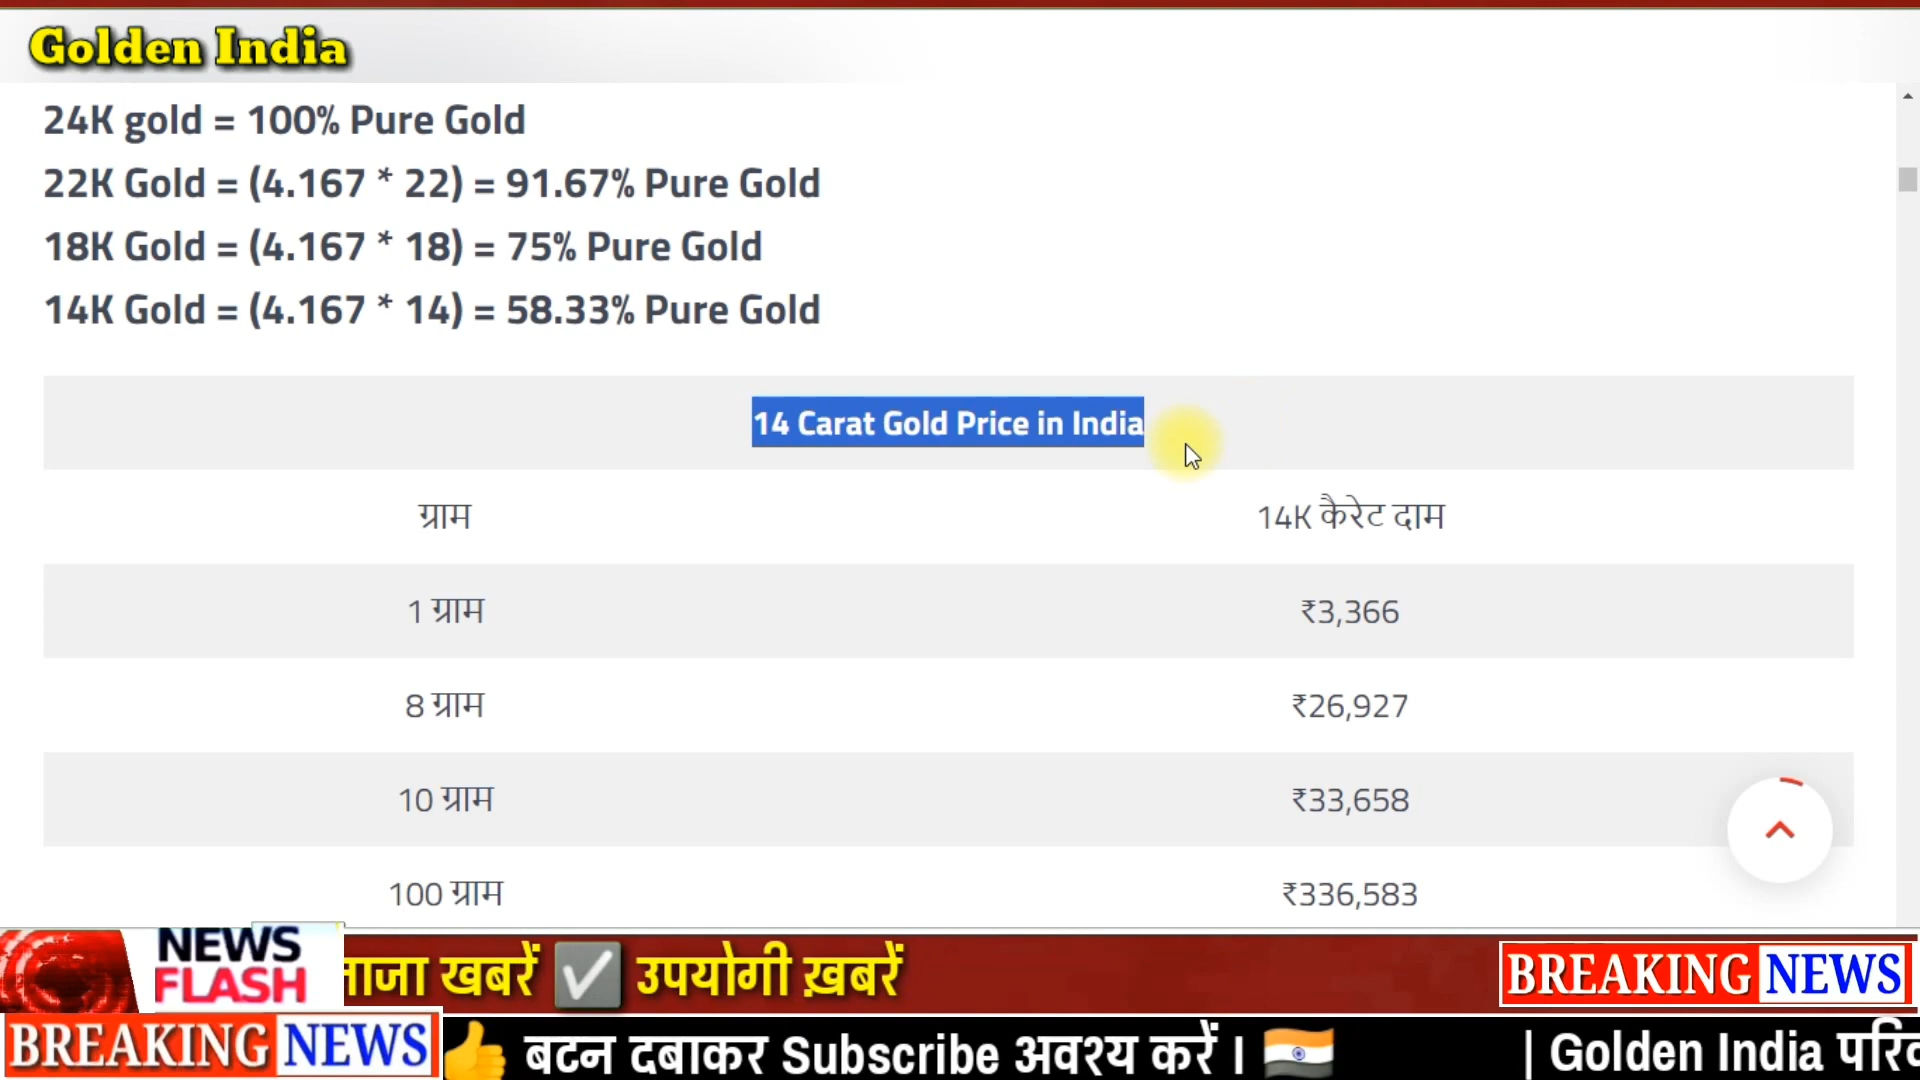 Golden India
24K gold = 100% Pure Gold
22K Gold = (4.167 * 22) = 91.67% Pure Gold
18K Gold = (4.167 * 18) = 75% Pure Gold
14K Gold = (4.167 * 14) = 58.33% Pure Gold
14 Carat Gold Price in India
ग्राम 14K कैरेट दाम
1 ग्राम ₹3,366
8 ग्राम ₹26,927
10 ग्राम ₹33,658
100 ग्राम ₹336,583
NEWS
FLASH
खबरें ✅ उपयोगी ख़बरें
BREAKING NEWS
BREAKING NEWS
👍 बटन दबाकर Subscribe अवश्य करें । 🇮🇳 | Golden India